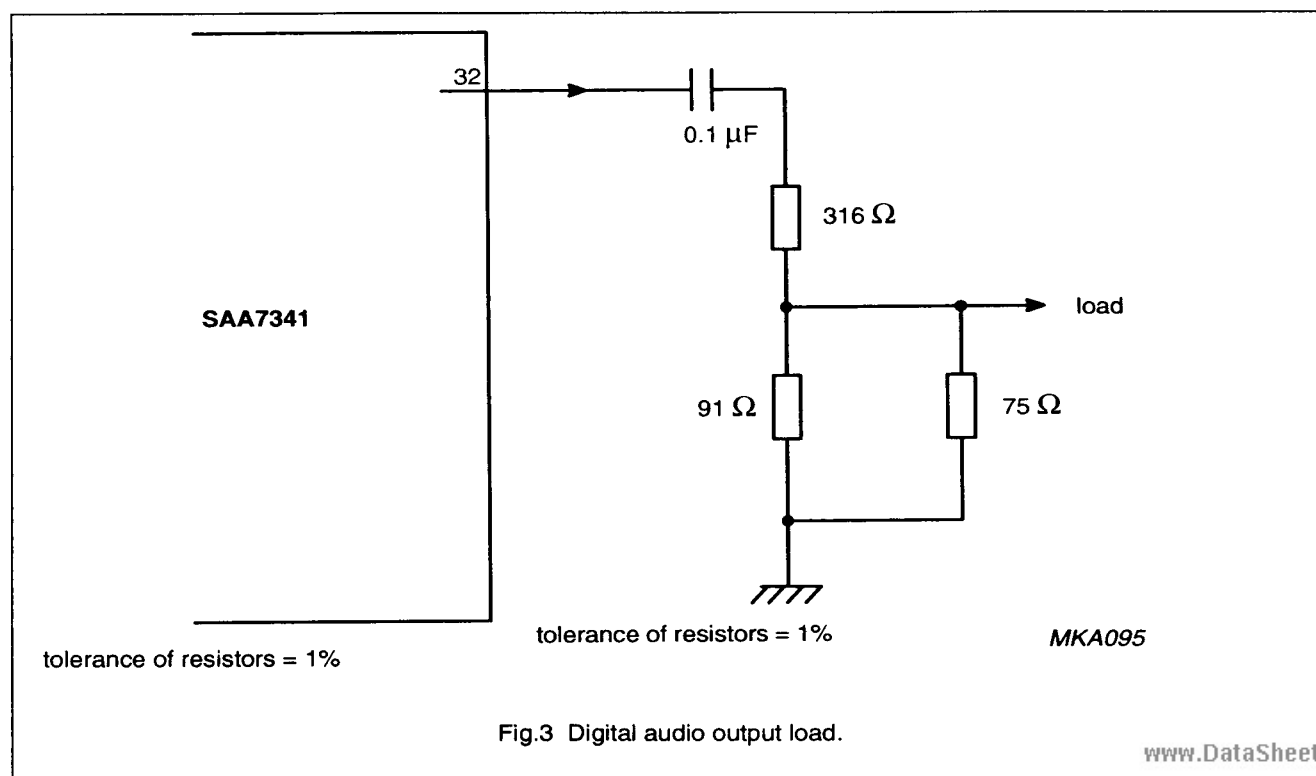 32
0.1 µF
316 Ω
load
SAA7341
91 Ω
75 Ω
tolerance of resistors = 1%
MKA095
tolerance of resistors = 1%
Fig.3 Digital audio output load.
www.DataSheet